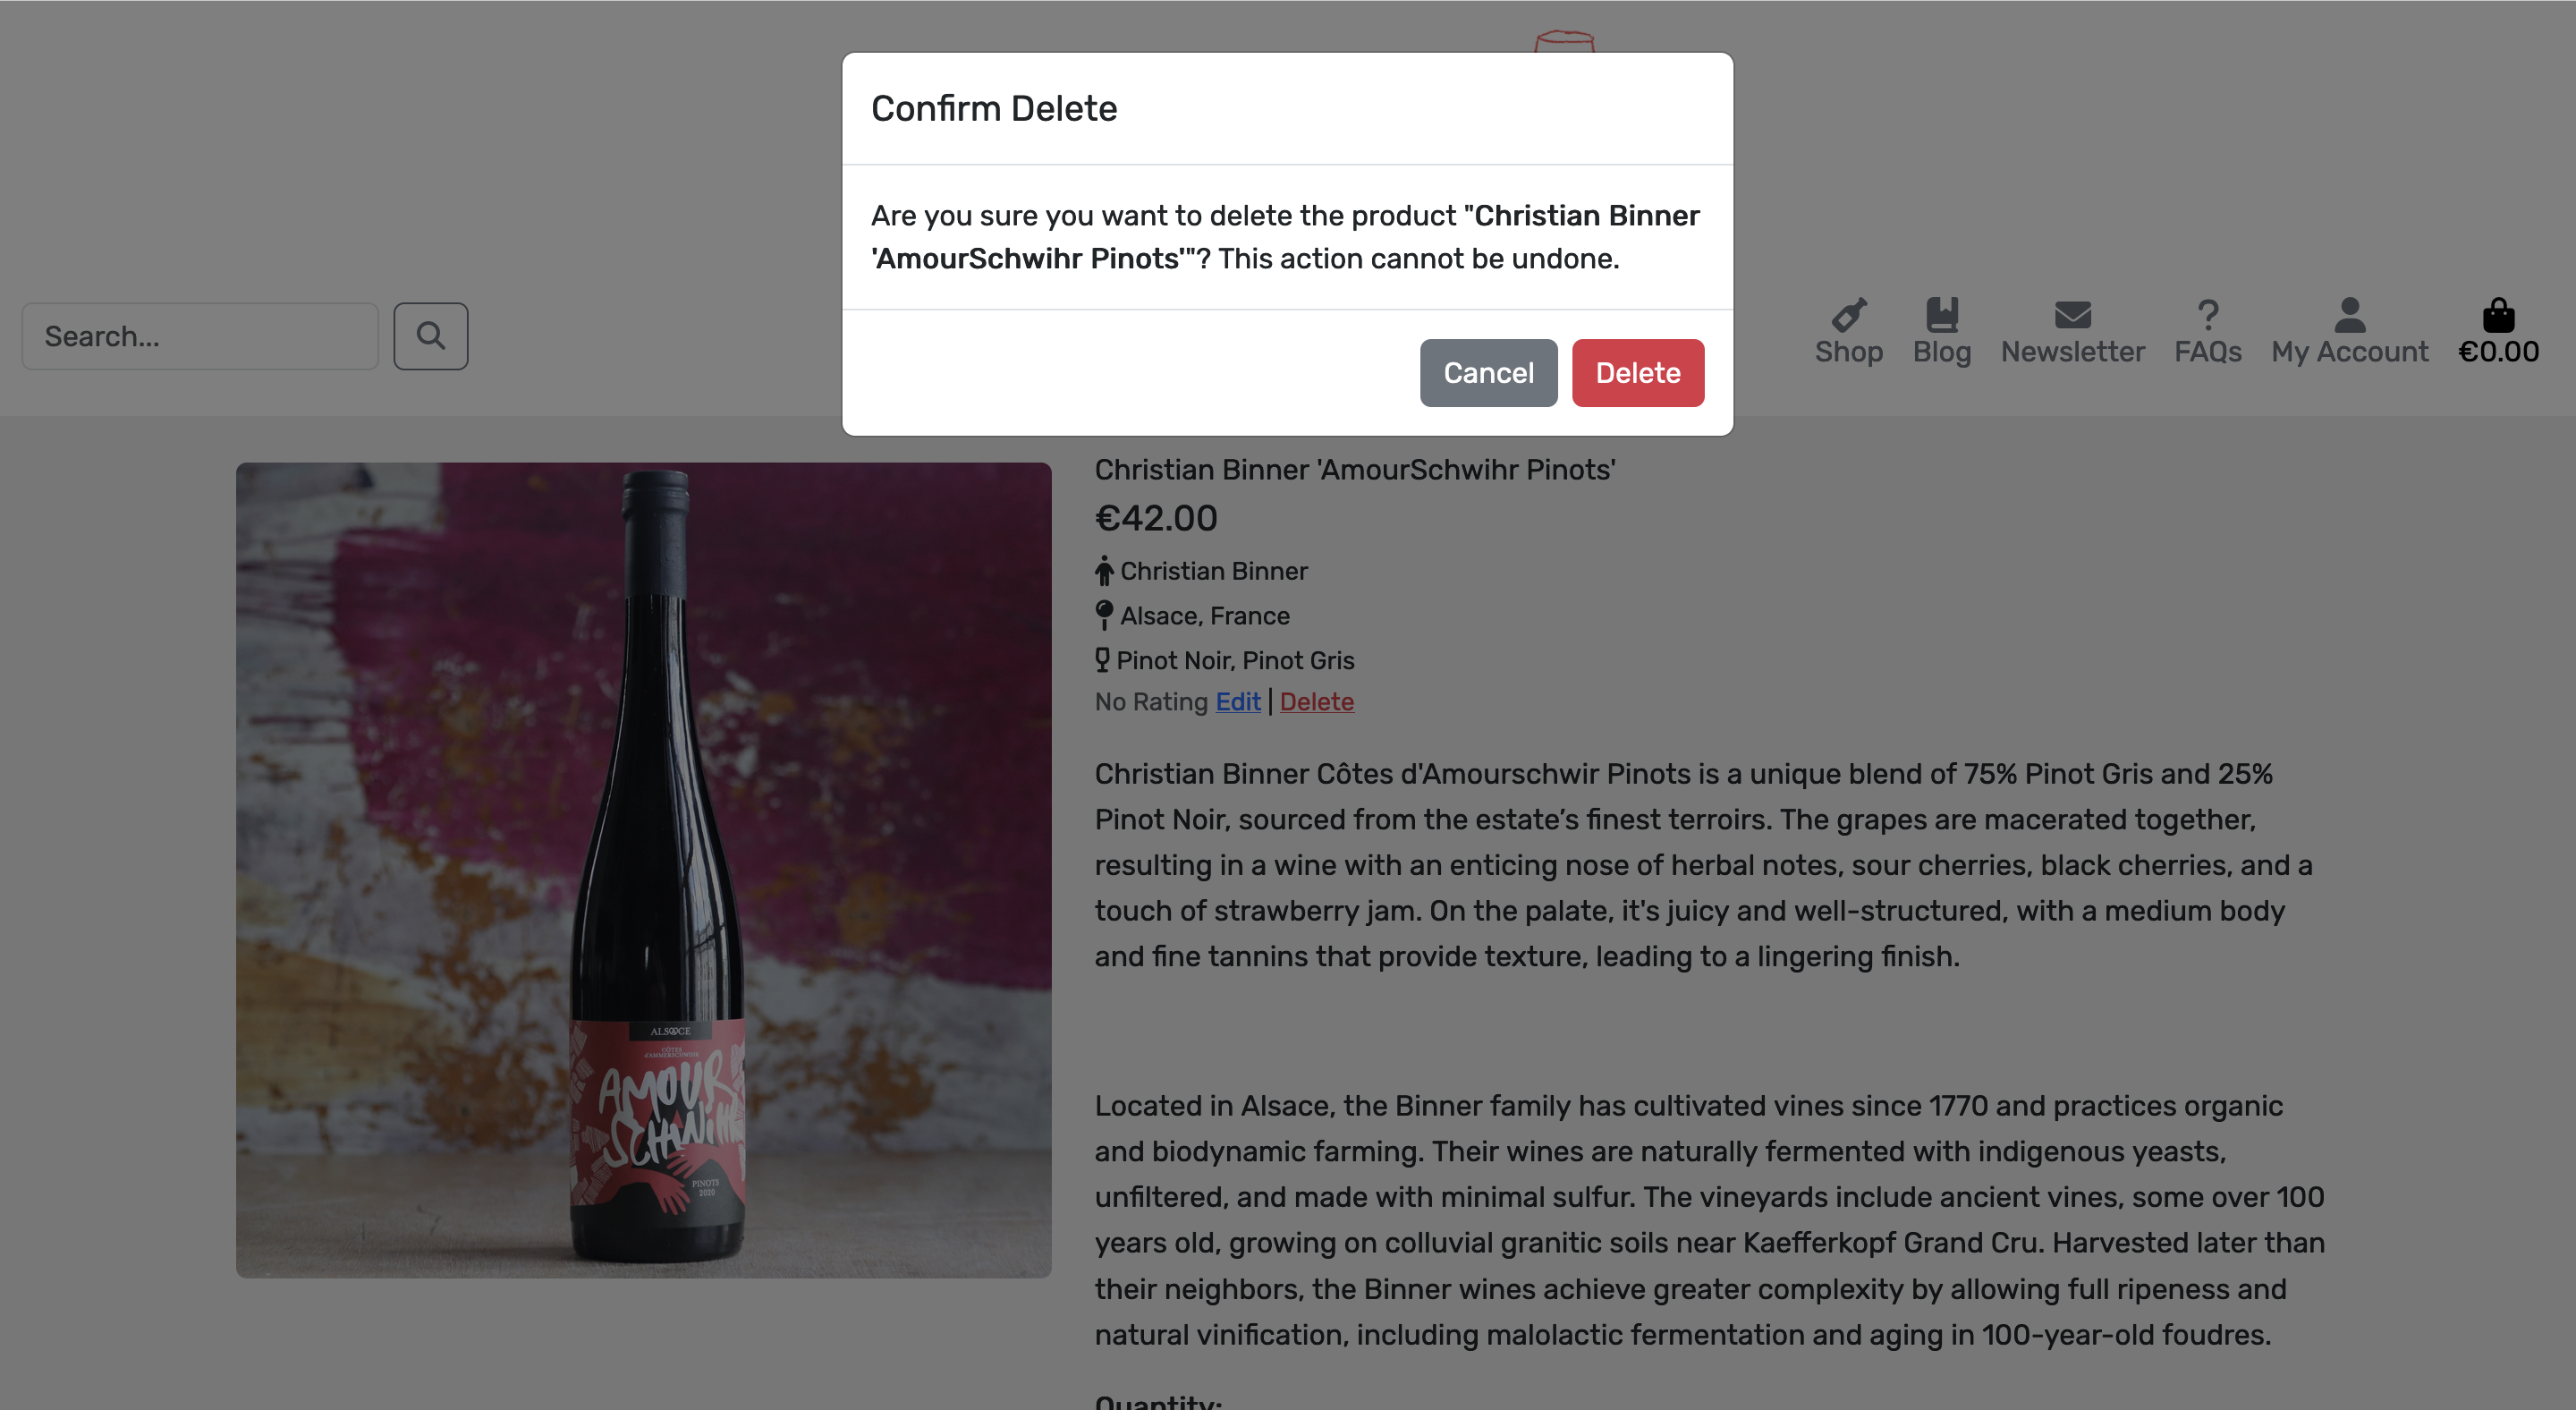 Confirm Delete
Are you sure you want to delete the product "Christian Binner
'AmourSchwihr Pinots'"? This action cannot be undone.
Cancel
Delete
Search...
Shop
Blog
Newsletter
FAQs
My Account
€0.00
Christian Binner 'AmourSchwihr Pinots'
€42.00
Christian Binner
Alsace, France
Pinot Noir, Pinot Gris
No Rating Edit | Delete
Christian Binner Côtes d'Amourschwir Pinots is a unique blend of 75% Pinot Gris and 25%
Pinot Noir, sourced from the estate’s finest terroirs. The grapes are macerated together,
resulting in a wine with an enticing nose of herbal notes, sour cherries, black cherries, and a
touch of strawberry jam. On the palate, it's juicy and well-structured, with a medium body
and fine tannins that provide texture, leading to a lingering finish.
Located in Alsace, the Binner family has cultivated vines since 1770 and practices organic
and biodynamic farming. Their wines are naturally fermented with indigenous yeasts,
unfiltered, and made with minimal sulfur. The vineyards include ancient vines, some over 100
years old, growing on colluvial granitic soils near Kaefferkopf Grand Cru. Harvested later than
their neighbors, the Binner wines achieve greater complexity by allowing full ripeness and
natural vinification, including malolactic fermentation and aging in 100-year-old foudres.
Quantity:
ALSACE
CÔTES
d'AMMERSCHWIHR
AMOUR
SCHWIHR
PINOTS
2020